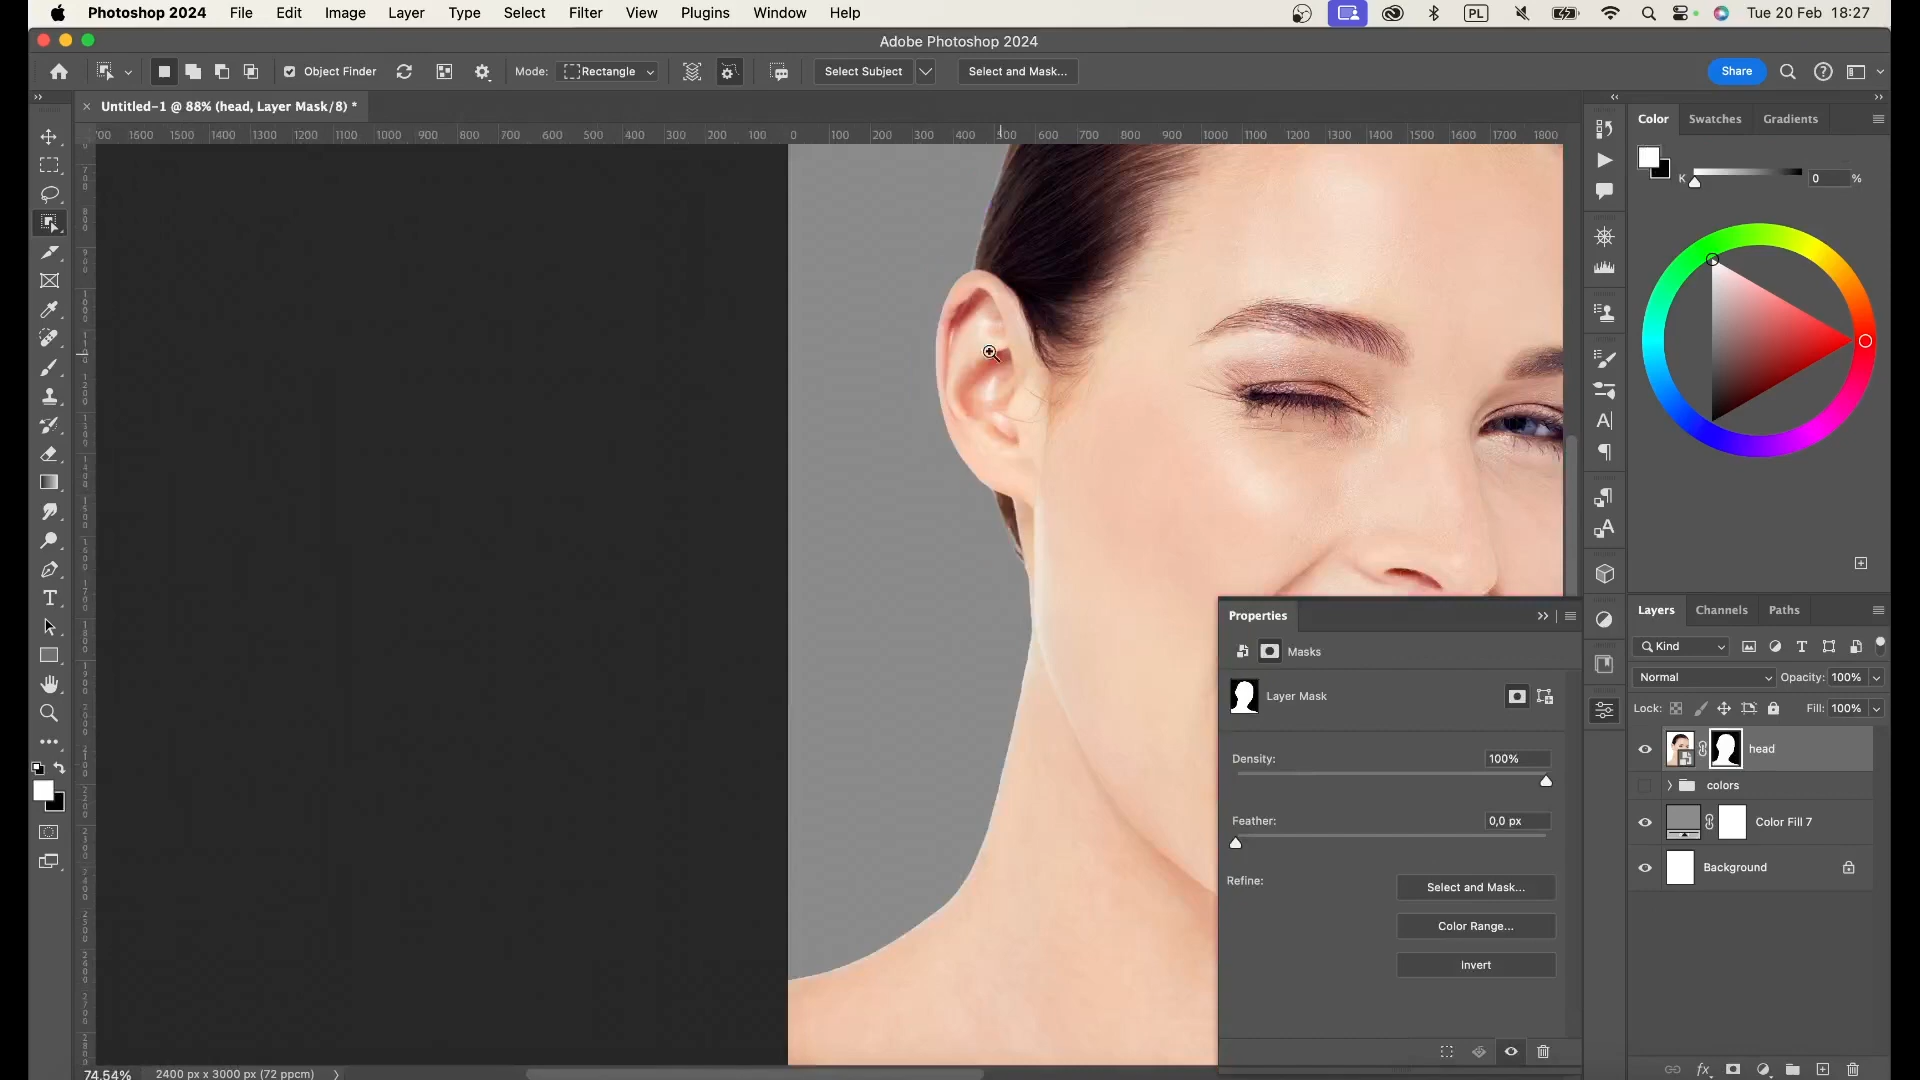 Photoshop 2024 File Edit Image Layer Type Select Filter View Plugins Window Help PL Tue 20 Feb 18:27
Adobe Photoshop 2024
Object Finder Mode: Rectangle Select Subject Select and Mask... Share
Untitled-1 @ 88% (head, Layer Mask/8) *
1600 1500 1400 1300 1200 1100 1000 900 800 700 600 500 400 300 200 100 0 100 200 300 400 500 600 700 800 900 1000 1100 1200 1300 1400 1500 1600 1700 1800
Color Swatches Gradients
K 0 %
Properties
Masks
Layer Mask
Density: 100%
Feather: 0,0 px
Refine: Select and Mask...
Color Range...
Invert
Layers Channels Paths
Kind
Normal Opacity: 100%
Lock: Fill: 100%
head
colors
Color Fill 7
Background
fx
74,54% 2400 px x 3000 px (72 ppcm)